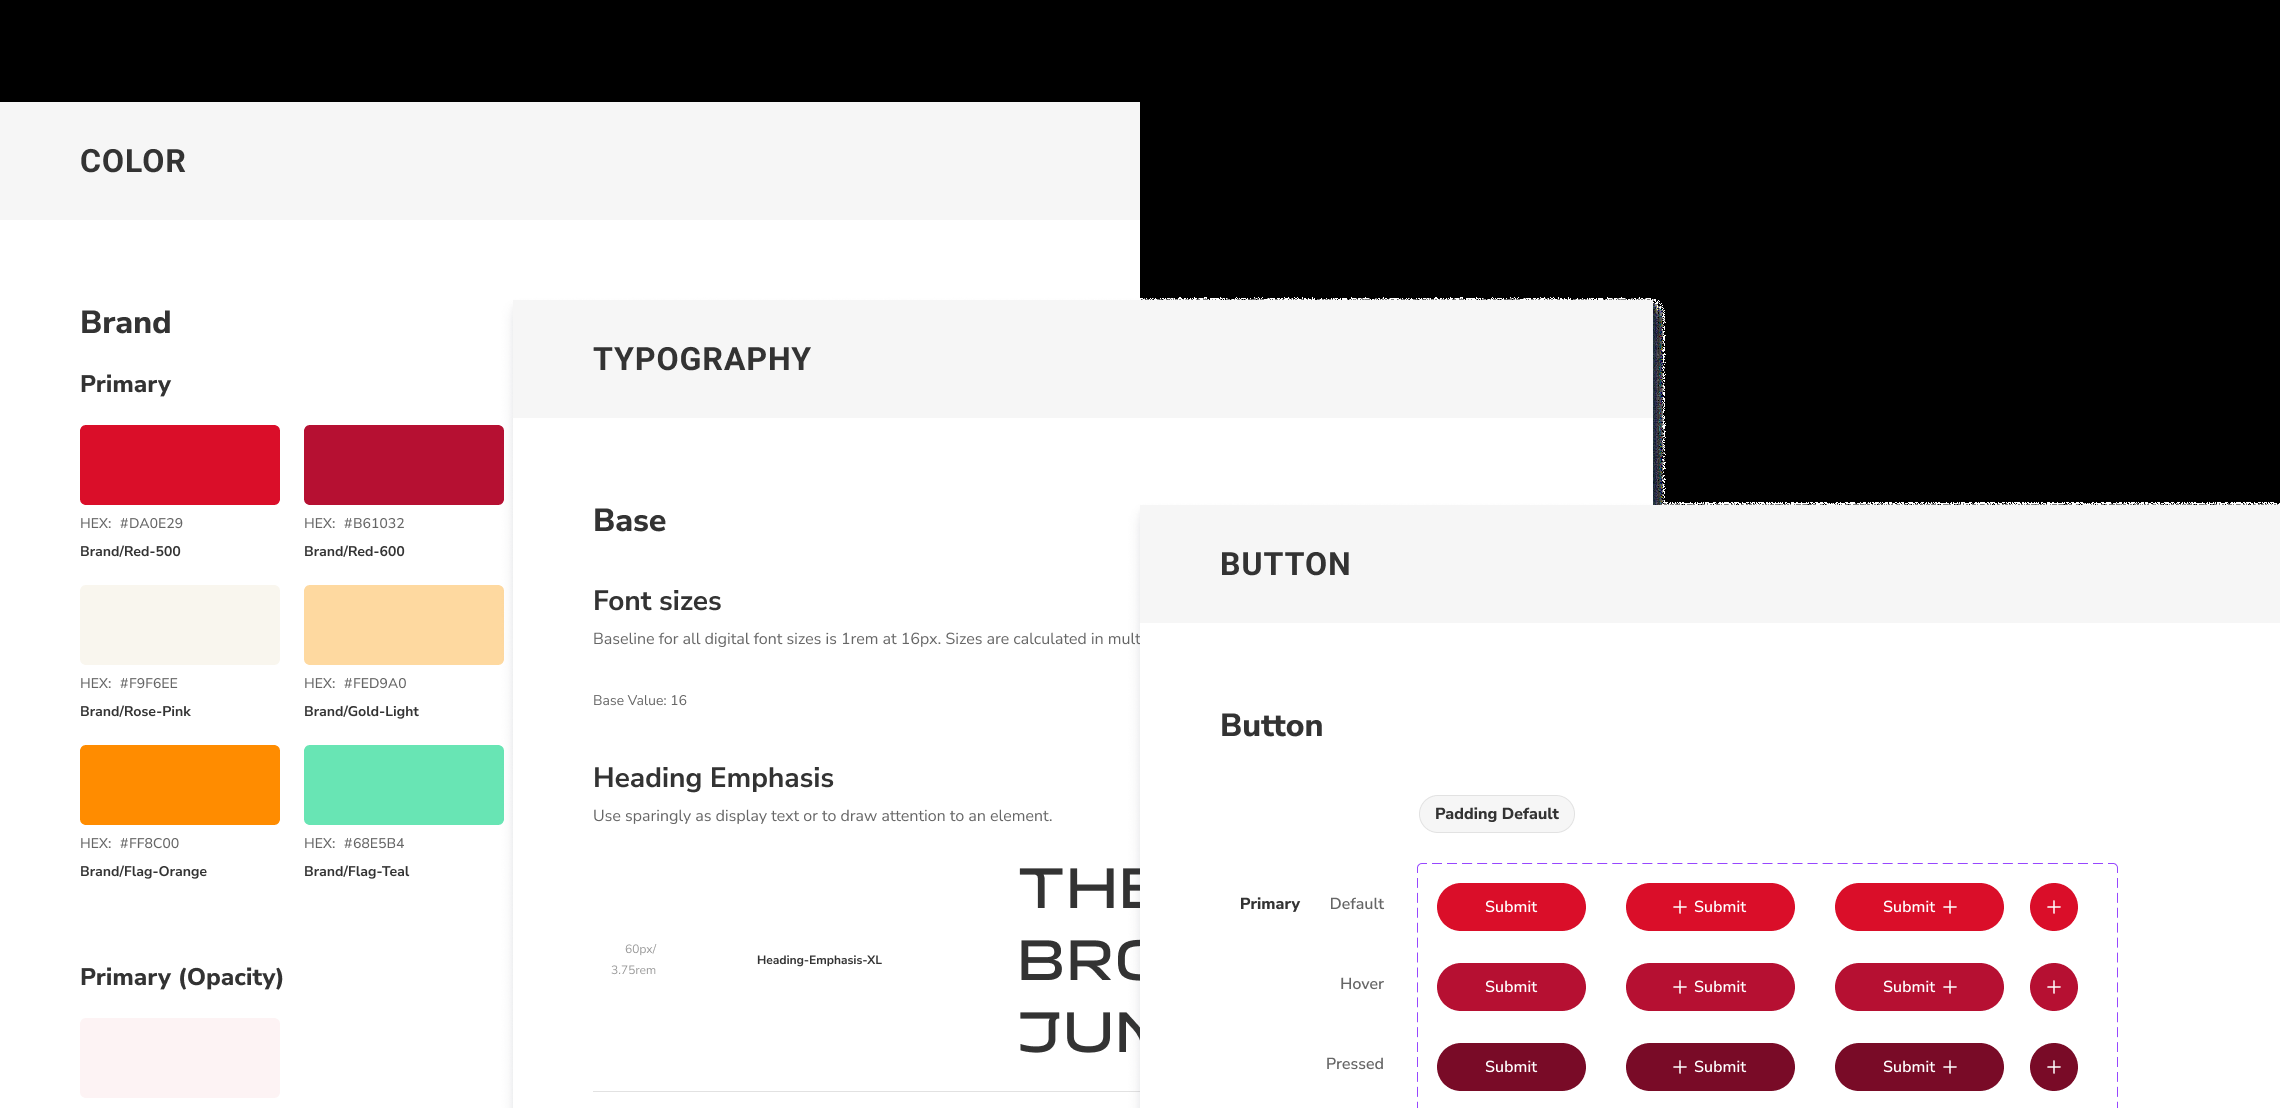 COLOR
Brand
Primary
HEX: #DA0E29
Brand/Red-500
HEX: #B61032
Brand/Red-600
HEX: #F9F6EE
Brand/Rose-Pink
HEX: #FED9A0
Brand/Gold-Light
HEX: #FF8C00
Brand/Flag-Orange
HEX: #68E5B4
Brand/Flag-Teal
Primary (Opacity)
TYPOGRAPHY
Base
Font sizes
Baseline for all digital font sizes is 1rem at 16px. Sizes are calculated in mult
Base Value: 16
Heading Emphasis
Use sparingly as display text or to draw attention to an element.
60px/
3.75rem
Heading-Emphasis-XL
THE
BRO
JUN
BUTTON
Button
Padding Default
Primary Default Submit + Submit Submit + +
Hover Submit + Submit Submit + +
Pressed Submit + Submit Submit + +